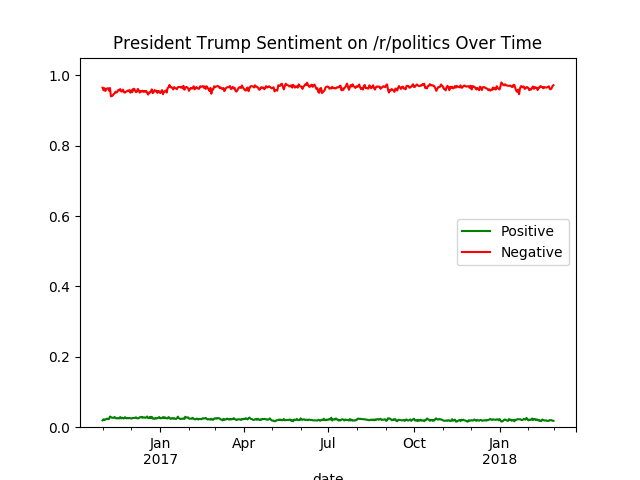 President Trump Sentiment on /r/politics Over Time
1.0
0.8
0.6
0.4
0.2
0.0
Positive
Negative
Jan Apr Jul Oct Jan
2017 2018
date